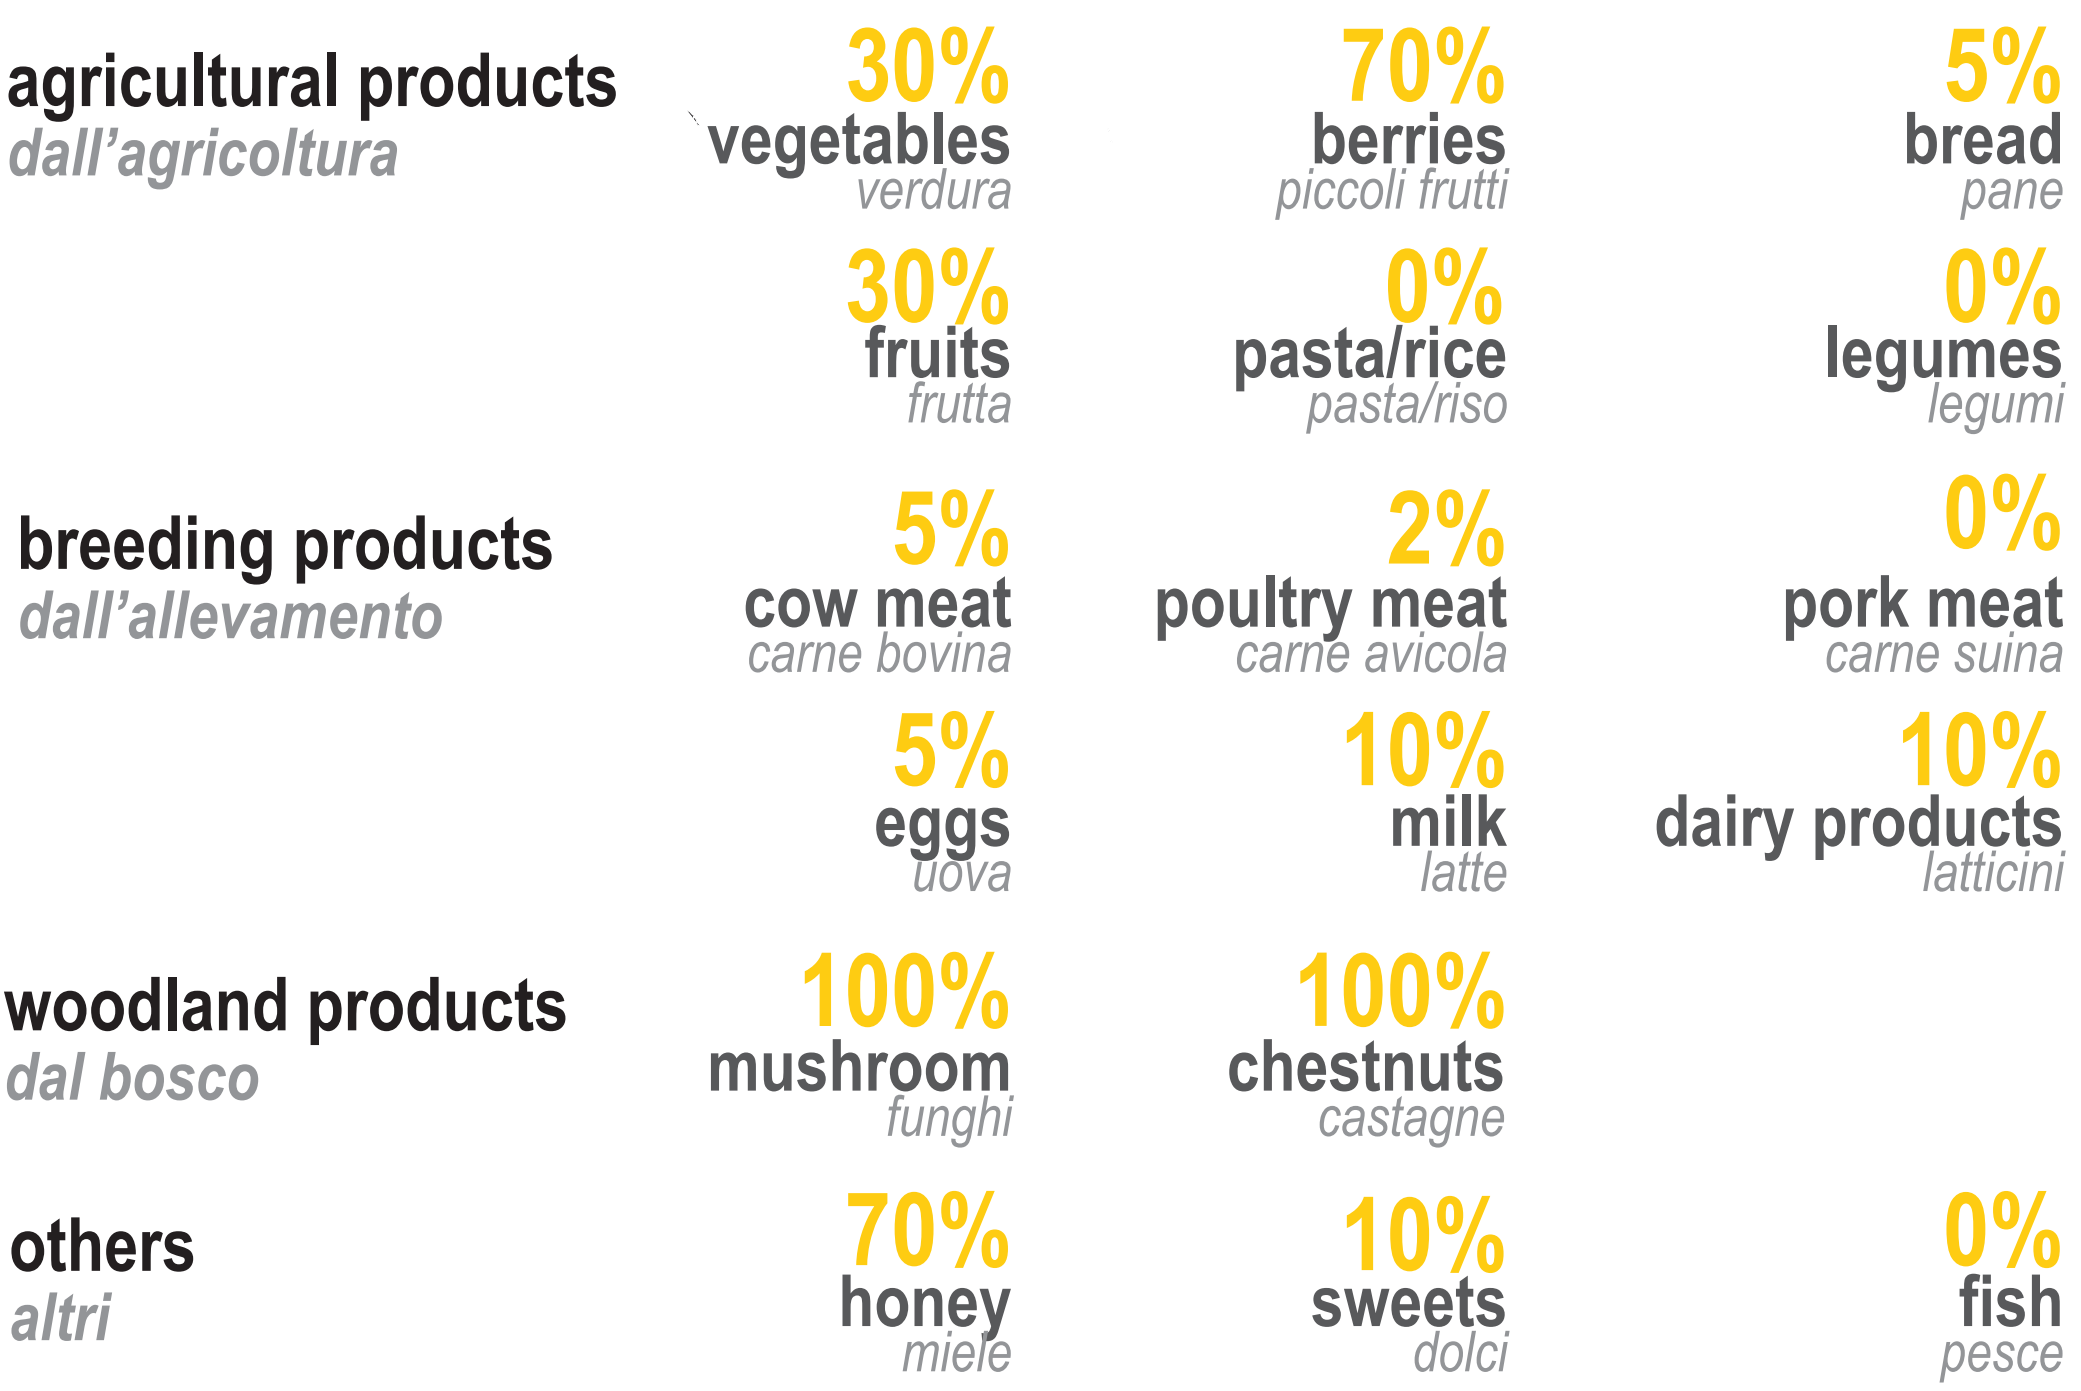 agricultural products
dall'agricoltura
30%
vegetables
verdura
70%
berries
piccoli frutti
5%
bread
pane
30%
fruits
frutta
0%
pasta/rice
pasta/riso
0%
legumes
legumi
breeding products
dall'allevamento
5%
cow meat
carne bovina
2%
poultry meat
carne avicola
0%
pork meat
carne suina
5%
eggs
uova
10%
milk
latte
10%
dairy products
latticini
woodland products
dal bosco
100%
mushroom
funghi
100%
chestnuts
castagne
others
altri
70%
honey
miele
10%
sweets
dolci
0%
fish
pesce